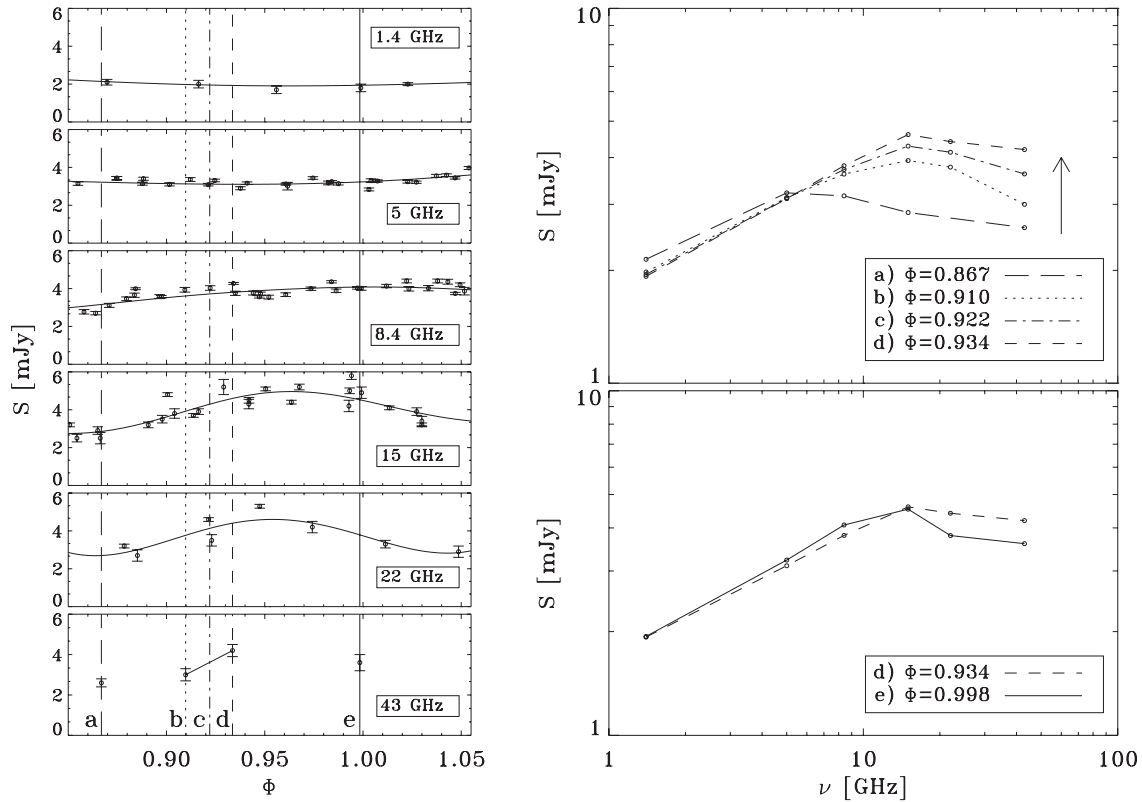 6
4
2
0
1.4 GHz
6
4
2
0
5 GHz
6
4
2
0
8.4 GHz
6
4
2
0
15 GHz
6
4
2
0
22 GHz
6
4
2
0
43 GHz
a
b
c
d
e
S [mJy]
0.90
0.95
1.00
1.05
Φ
10
1
S [mJy]
a) Φ=0.867
b) Φ=0.910
c) Φ=0.922
d) Φ=0.934
10
1
S [mJy]
d) Φ=0.934
e) Φ=0.998
1
10
100
ν [GHz]